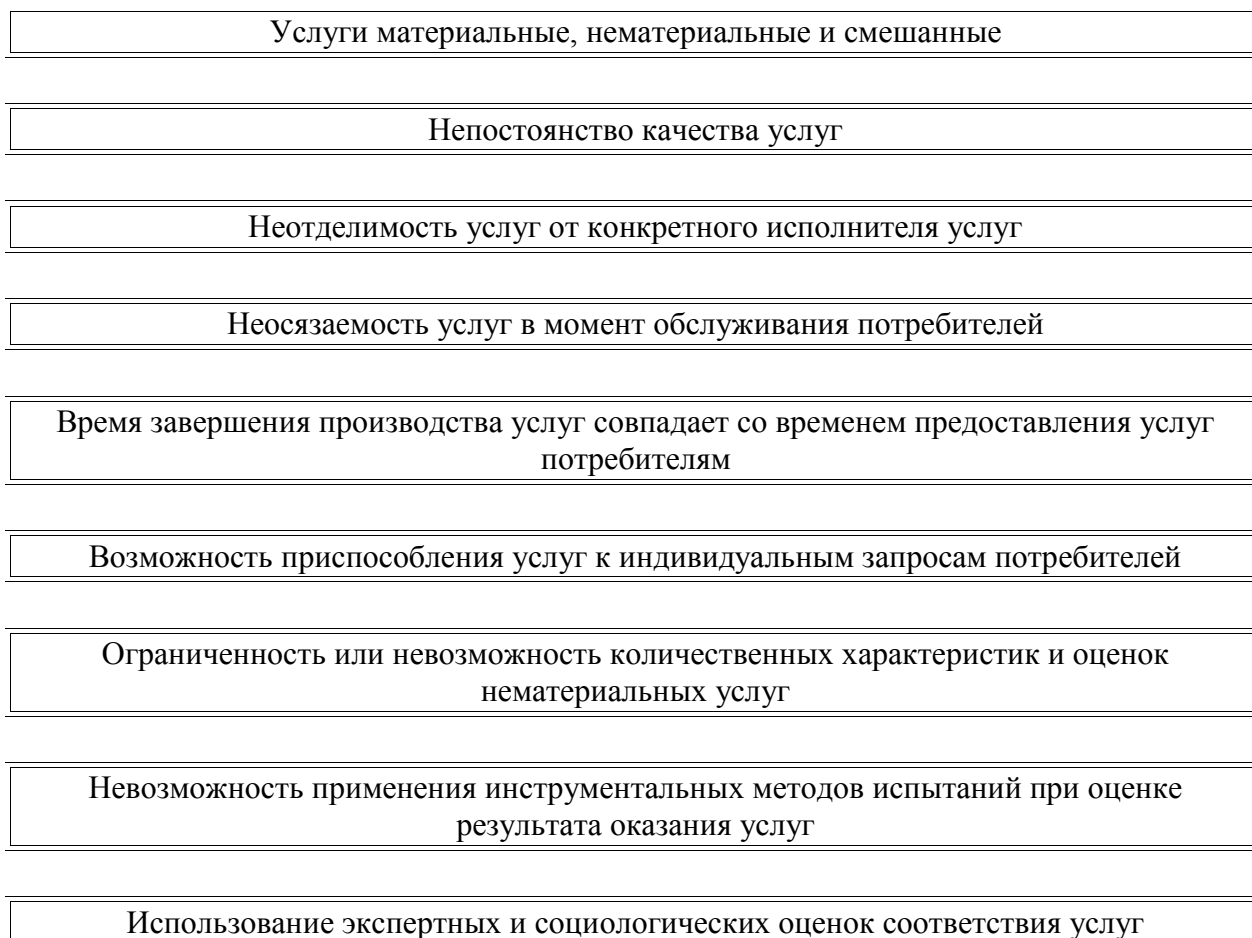 Услуги материальные, нематериальные и смешанные
Непостоянство качества услуг
Неотделимость услуг от конкретного исполнителя услуг
Неосязаемость услуг в момент обслуживания потребителей
Время завершения производства услуг совпадает со временем предоставления услуг
потребителям
Возможность приспособления услуг к индивидуальным запросам потребителей
Ограниченность или невозможность количественных характеристик и оценок
нематериальных услуг
Невозможность применения инструментальных методов испытаний при оценке
результата оказания услуг
Использование экспертных и социологических оценок соответствия услуг